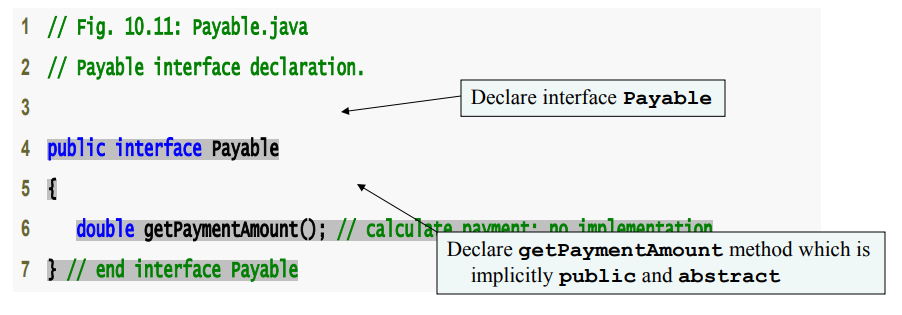 1 // Fig. 10.11: Payable.java
2 // Payable interface declaration.
3
Declare interface Payable
4 public interface Payable
5 {
6 double getPaymentAmount(); // calculate payment; no implementation
Declare getPaymentAmount method which is
implicitly public and abstract
7 } // end interface Payable